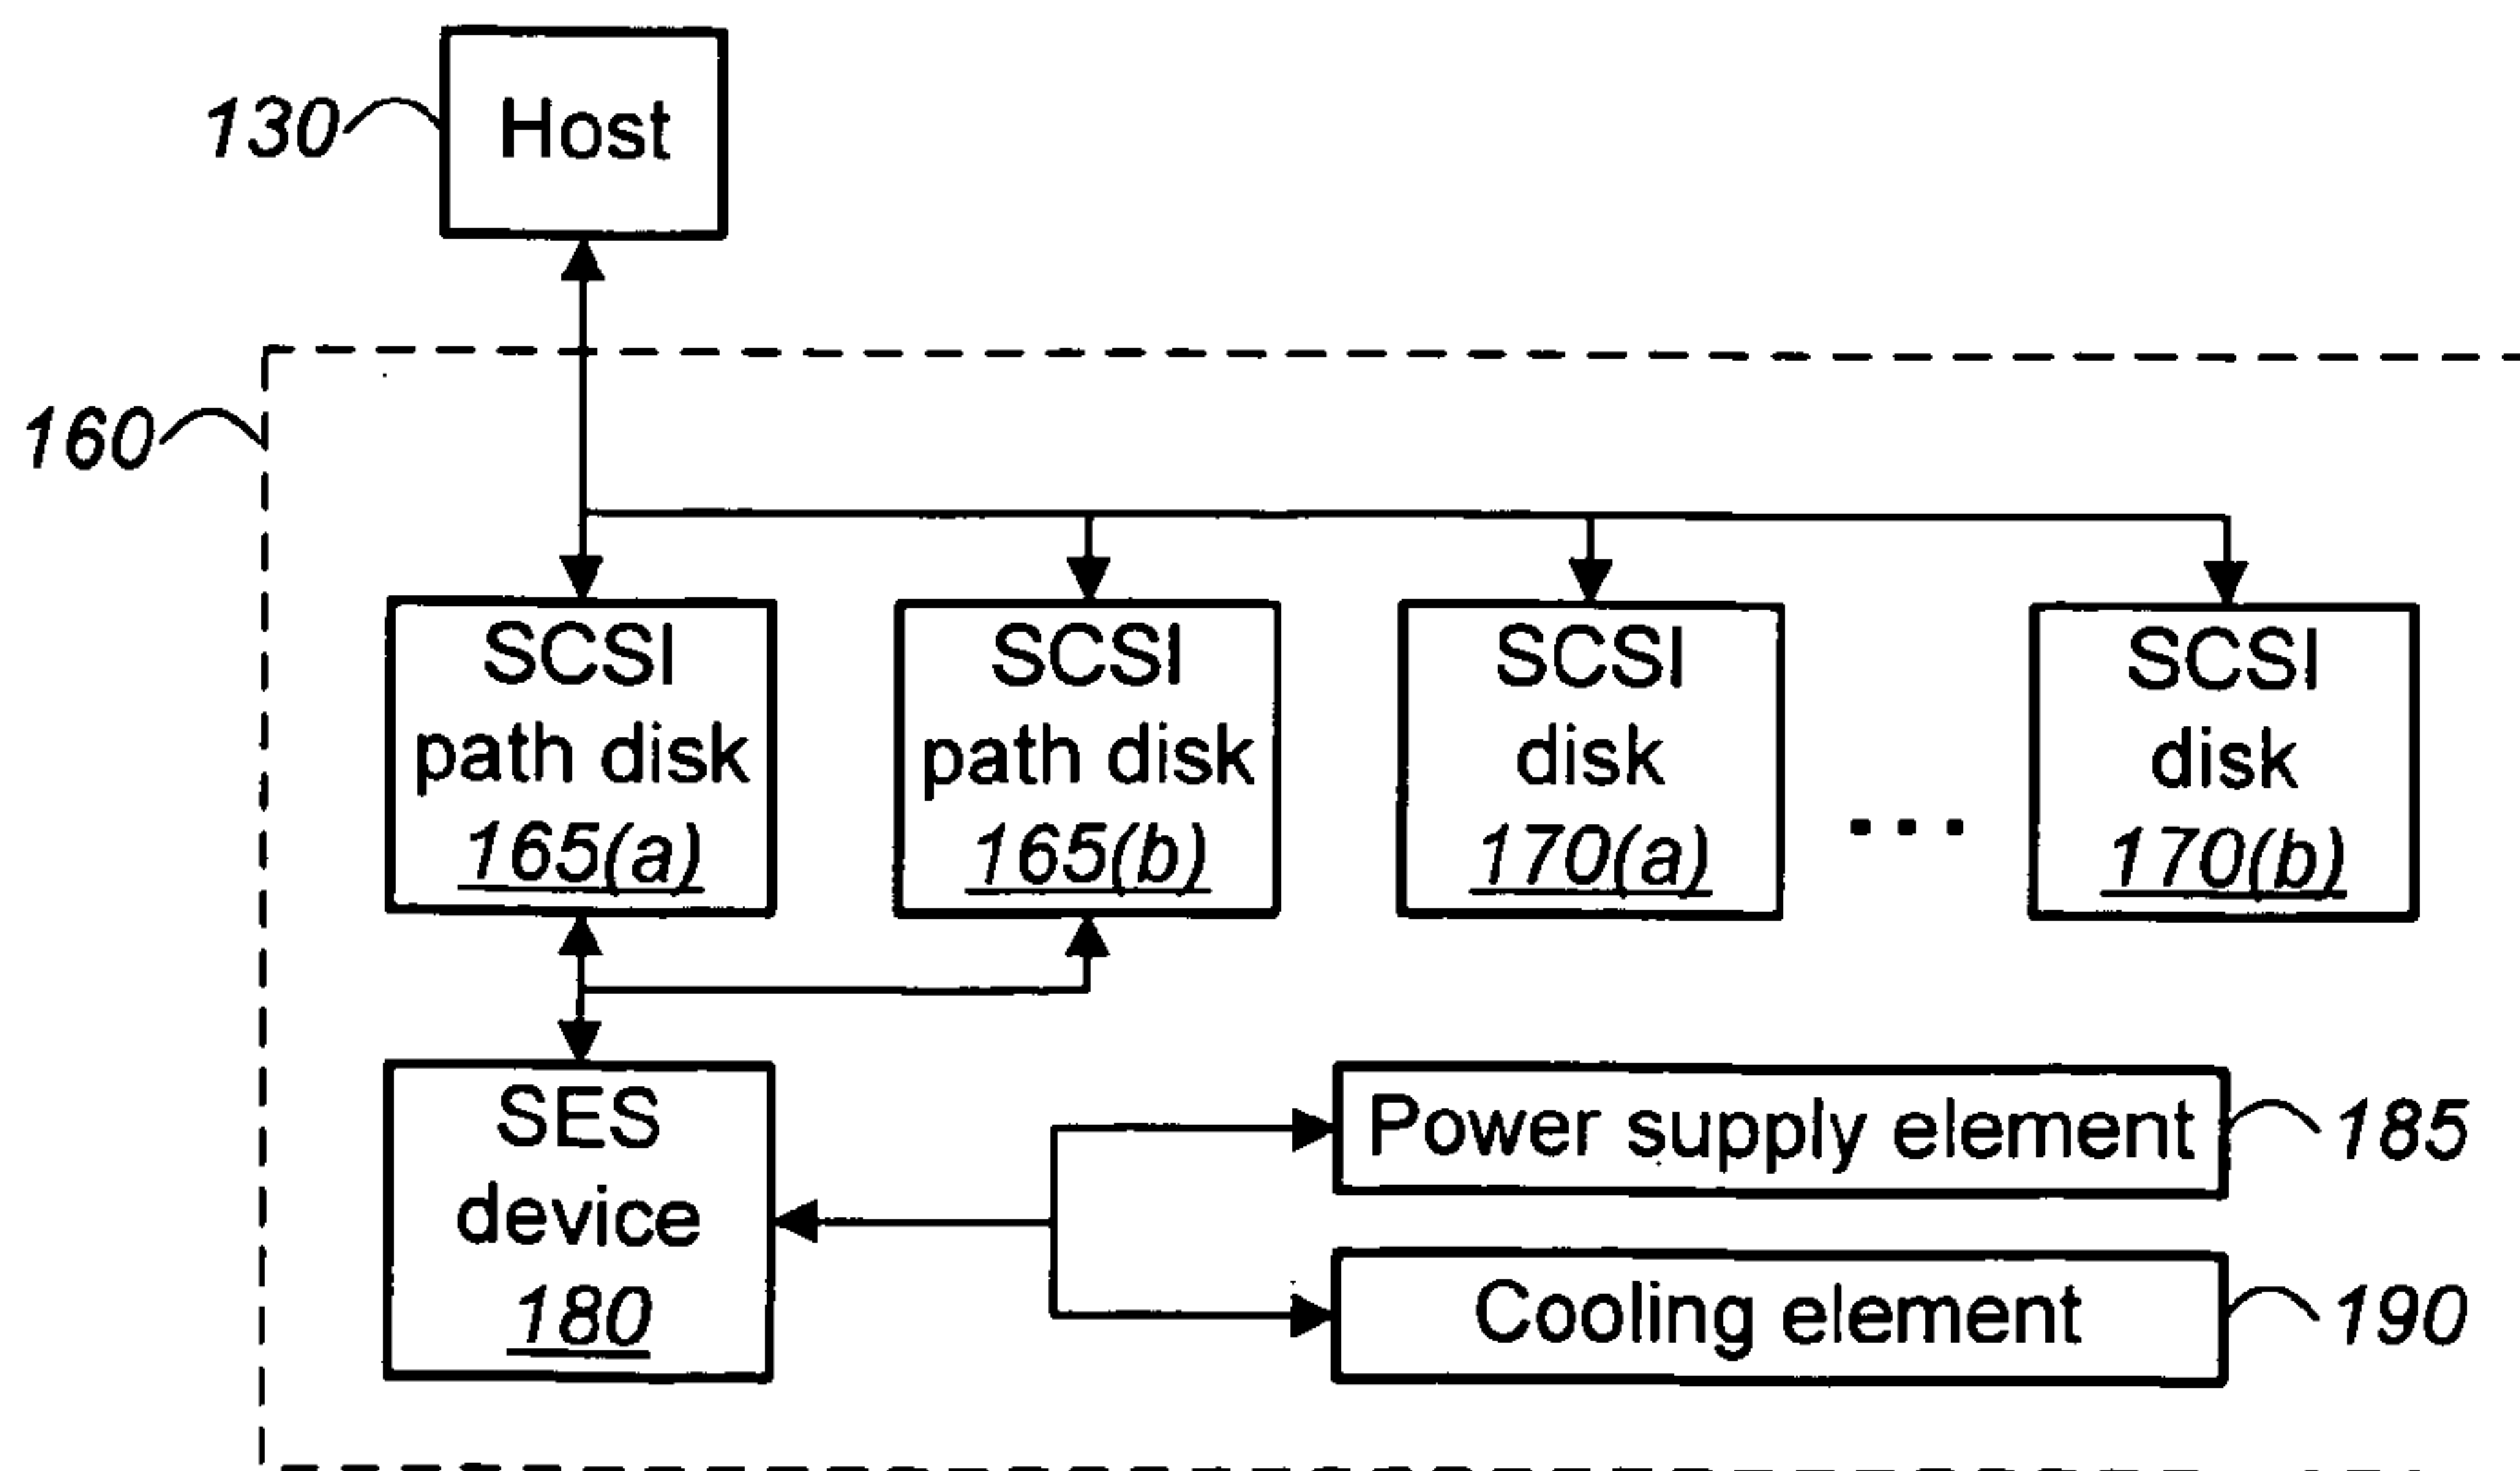 130
Host
160
SCSI
path disk
165(a)
SCSI
path disk
165(b)
SCSI
disk
170(a)
...
SCSI
disk
170(b)
SES
device
180
Power supply element
185
Cooling element
190